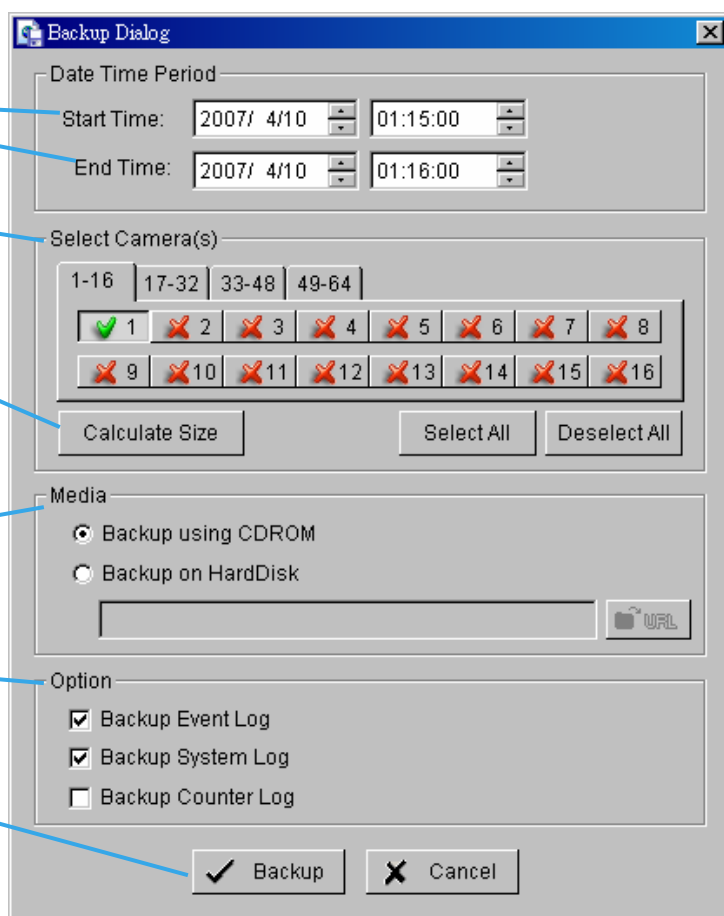 Backup Dialog
Date Time Period
Start Time: 2007/ 4/10 01:15:00
End Time: 2007/ 4/10 01:16:00
Select Camera(s)
1-16 17-32 33-48 49-64
1 2 3 4 5 6 7 8
9 10 11 12 13 14 15 16
Calculate Size Select All Deselect All
Media
Backup using CDROM
Backup on HardDisk
URL
Option
Backup Event Log
Backup System Log
Backup Counter Log
Backup Cancel